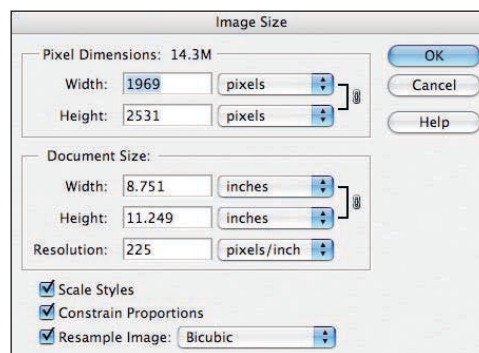 Image Size
Pixel Dimensions: 14.3M
OK
Width: 1969 pixels
Cancel
Height: 2531 pixels
Help
Document Size:
Width: 8.751 inches
Height: 11.249 inches
Resolution: 225 pixels/inch
Scale Styles
Constrain Proportions
Resample Image: Bicubic